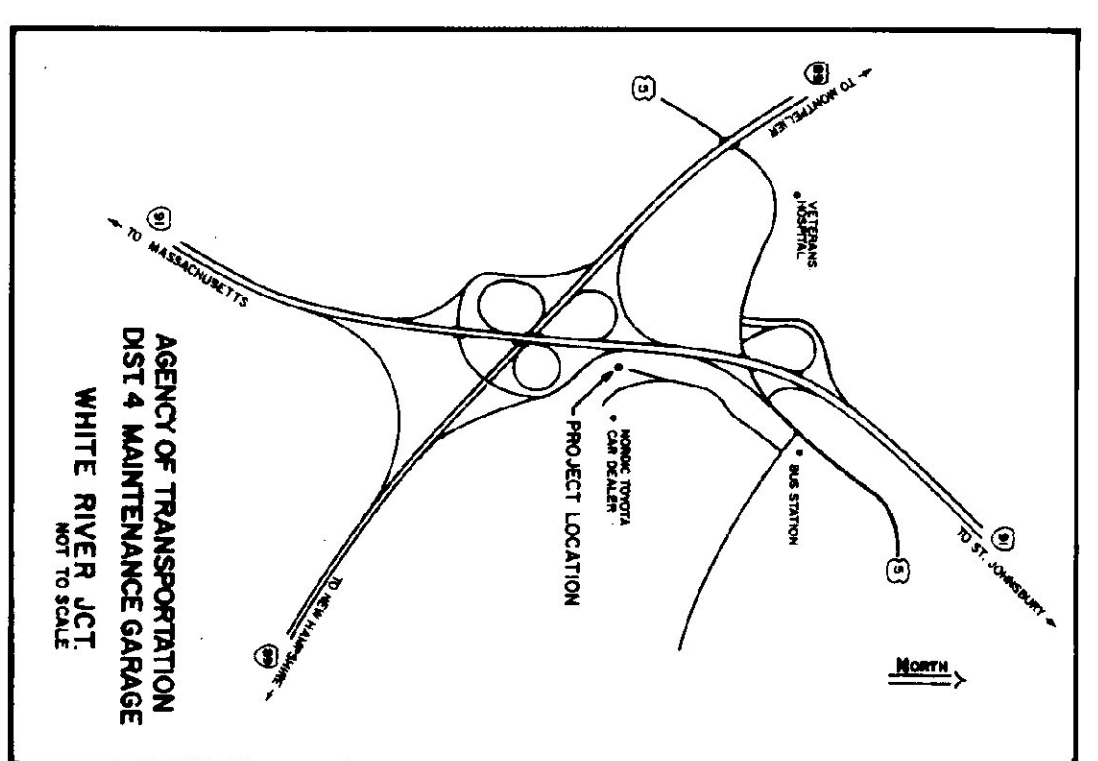 89
TO MONTPELIER
5
VETERANS
HOSPITAL
91
TO MASSACHUSETTS
PROJECT LOCATION
NORDIC TOYOTA
CAR DEALER
BUS STATION
5
91
TO ST. JOHNSBURY
TO NEW HAMPSHIRE
89
NORTH
AGENCY OF TRANSPORTATION
DIST. 4 MAINTENANCE GARAGE
WHITE RIVER JCT.
NOT TO SCALE